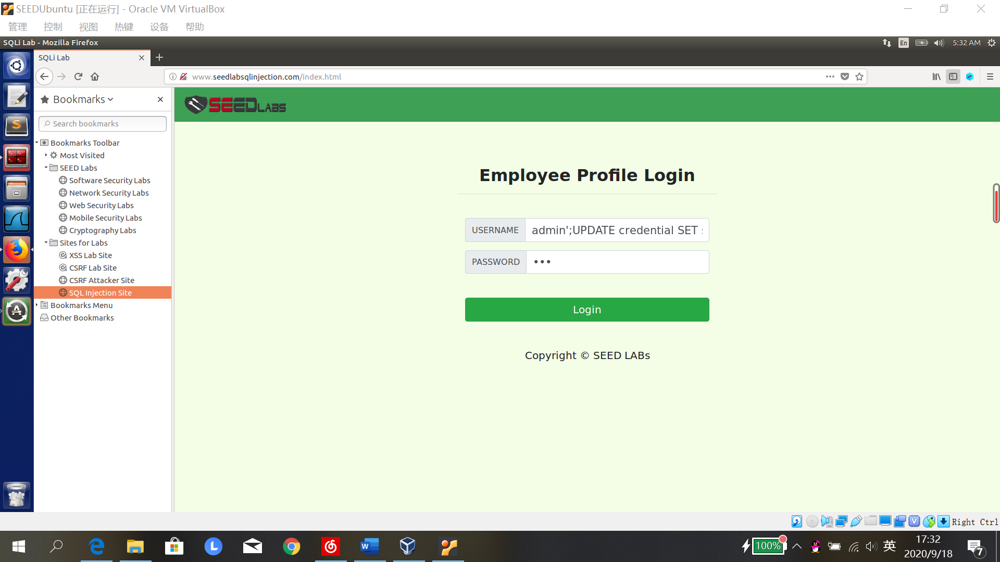 SEEDUbuntu [正在运行] - Oracle VM VirtualBox
管理 控制 视图 热键 设备 帮助
SQLi Lab - Mozilla Firefox
En
5:32 AM
SQLi Lab
www.seedlabsqlinjection.com/index.html
Bookmarks
Search bookmarks
Bookmarks Toolbar
Most Visited
SEED Labs
Software Security Labs
Network Security Labs
Web Security Labs
Mobile Security Labs
Cryptography Labs
Sites for Labs
XSS Lab Site
CSRF Lab Site
CSRF Attacker Site
SQL Injection Site
Bookmarks Menu
Other Bookmarks
SEEDLABS
Employee Profile Login
USERNAME admin';UPDATE credential SET
PASSWORD •••
Login
Copyright © SEED LABs
Right Ctrl
100%
英
17:32
2020/9/18
7